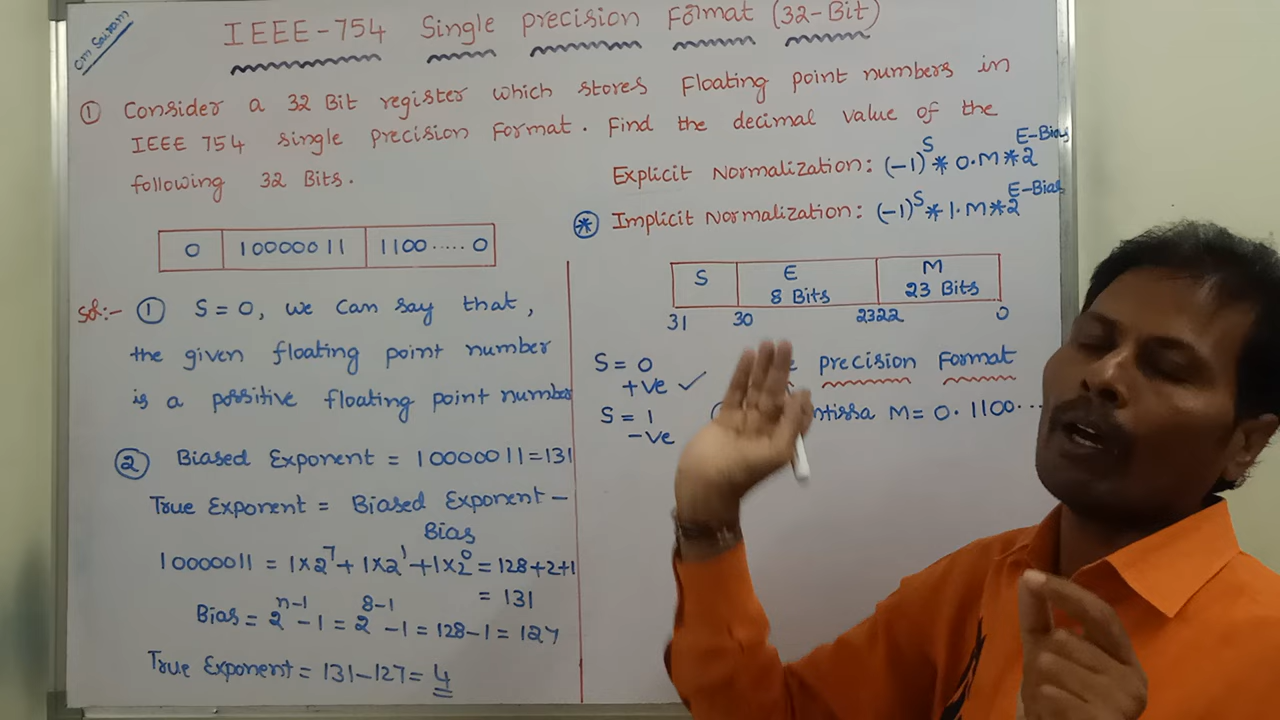 Om Sairam
IEEE-754 Single precision Format (32-Bit)
① Consider a 32 Bit register which stores Floating point numbers in
IEEE 754 single precision Format. Find the decimal value of the
following 32 Bits.
Explicit Normalization: (-1)^S * 0.M * 2^E-Bias
⊛ Implicit Normalization: (-1)^S * 1.M * 2^E-Bias
0 10000011 1100.....0
S E M
8 Bits 23 Bits
31 30 23 22 0
Sol:- ① S=0, we can say that,
the given floating point number
is a possitive floating point number
② Biased Exponent = 10000011=131
True Exponent = Biased Exponent-
Bias
10000011 = 1×2^7 + 1×2^1 + 1×2^0 = 128+2+1
= 131
Bias = 2^n-1 - 1 = 2^8-1 - 1 = 128-1 = 127
True Exponent = 131-127= 4
S = 0
+ve ✓
S = 1
-ve
precision Format
ntissa M= 0.1100...